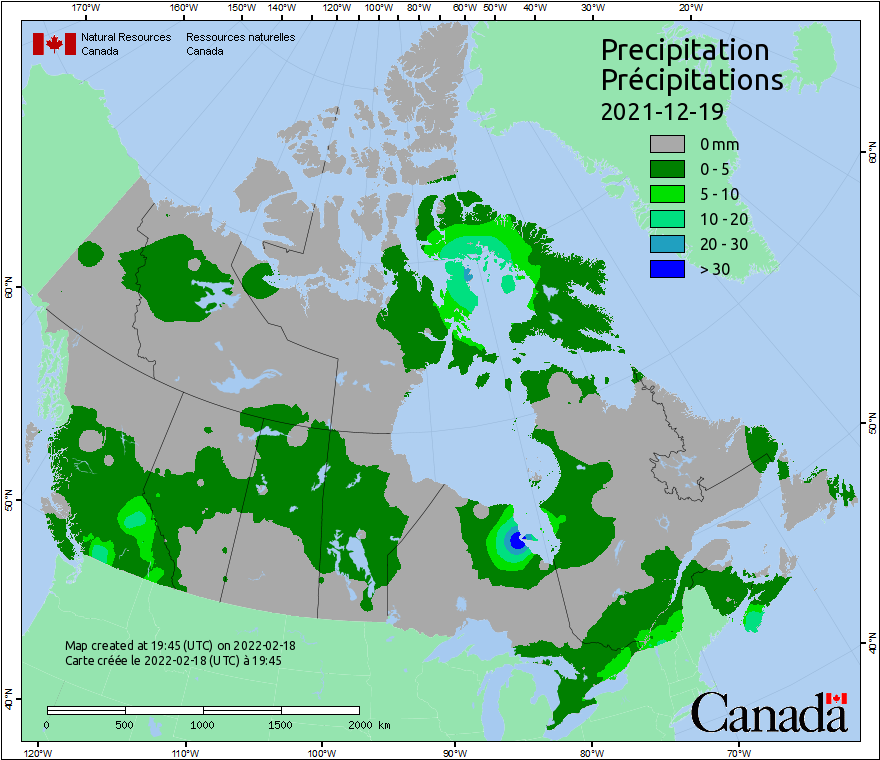 170°W 160°W 150°W 140°W 130°W 120°W 110°W 100°W 90°W 80°W 60°W 50°W 40°W 30°W 20°W
Natural Resources Canada
Ressources naturelles Canada
Precipitation
Précipitations
2021-12-19
0 mm
0 - 5
5 - 10
10 - 20
20 - 30
> 30
60°N
50°N
40°N
60°N
50°N
40°N
Map created at 19:45 (UTC) on 2022-02-18
Carte créée le 2022-02-18 (UTC) à 19:45
0 500 1000 1500 2000 km
Canada
120°W 110°W 100°W 90°W 80°W 70°W